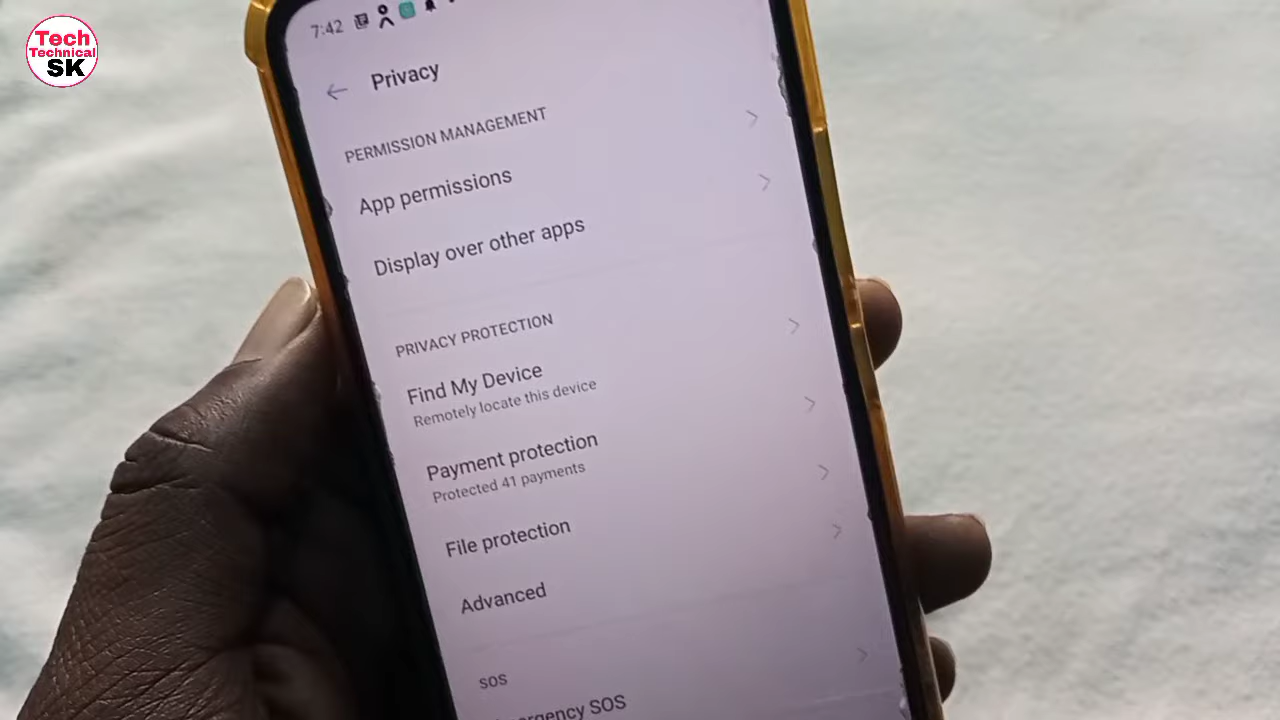 Tech
Technical
SK
7:42
Privacy
PERMISSION MANAGEMENT
App permissions
Display over other apps
PRIVACY PROTECTION
Find My Device
Remotely locate this device
Payment protection
Protected 41 payments
File protection
Advanced
SOS
SOS